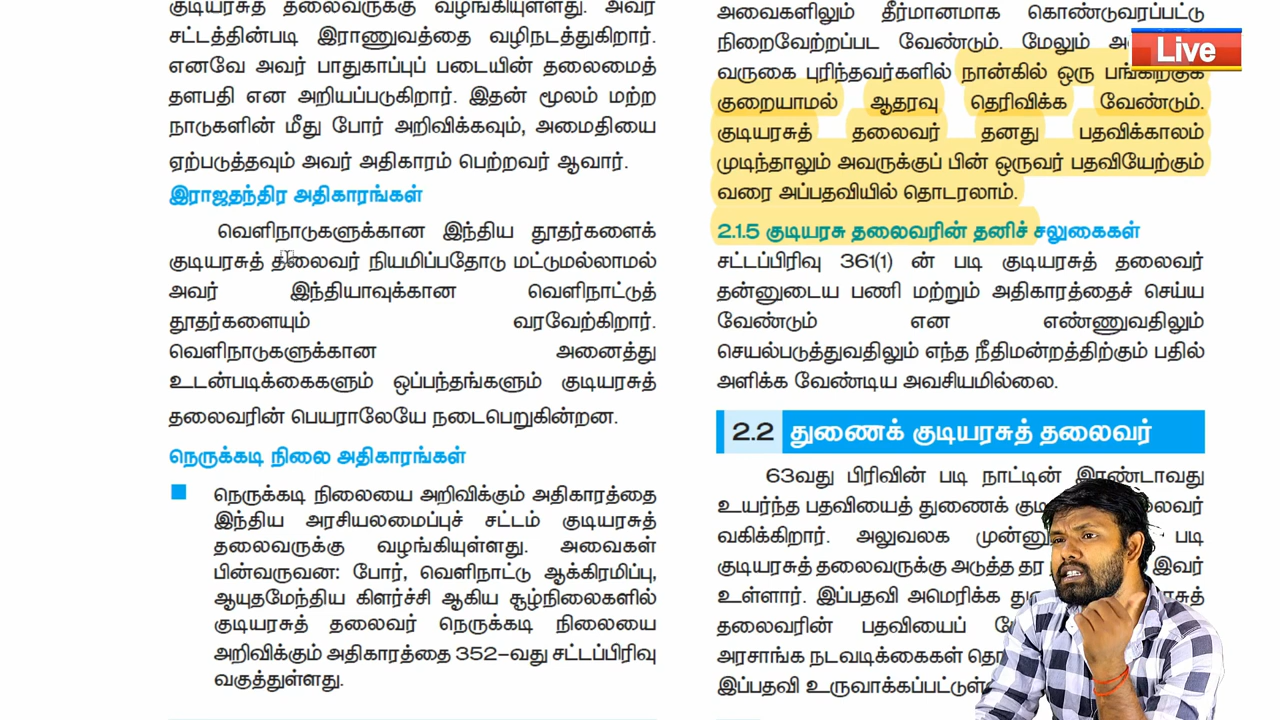 குடியரசுத் தலைவருக்கு வழங்கியுள்ளது. அவர்
சட்டத்தின்படி இராணுவத்தை வழிநடத்துகிறார்.
எனவே அவர் பாதுகாப்புப் படையின் தலைமைத்
தளபதி என அறியப்படுகிறார். இதன் மூலம் மற்ற
நாடுகளின் மீது போர் அறிவிக்கவும், அமைதியை
ஏற்படுத்தவும் அவர் அதிகாரம் பெற்றவர் ஆவார்.
இராஜதந்திர அதிகாரங்கள்
வெளிநாடுகளுக்கான இந்திய தூதர்களைக்
குடியரசுத் தலைவர் நியமிப்பதோடு மட்டுமல்லாமல்
அவர் இந்தியாவுக்கான வெளிநாட்டுத்
தூதர்களையும் வரவேற்கிறார்.
வெளிநாடுகளுக்கான அனைத்து
உடன்படிக்கைகளும் ஒப்பந்தங்களும் குடியரசுத்
தலைவரின் பெயராலேயே நடைபெறுகின்றன.
நெருக்கடி நிலை அதிகாரங்கள்
நெருக்கடி நிலையை அறிவிக்கும் அதிகாரத்தை
இந்திய அரசியலமைப்புச் சட்டம் குடியரசுத்
தலைவருக்கு வழங்கியுள்ளது. அவைகள்
பின்வருவன: போர், வெளிநாட்டு ஆக்கிரமிப்பு,
ஆயுதமேந்திய கிளர்ச்சி ஆகிய சூழ்நிலைகளில்
குடியரசுத் தலைவர் நெருக்கடி நிலையை
அறிவிக்கும் அதிகாரத்தை 352-வது சட்டப்பிரிவு
வகுத்துள்ளது.
அவைகளிலும் தீர்மானமாக கொண்டுவரப்பட்டு
நிறைவேற்றப்பட வேண்டும். மேலும்
Live
வருகை புரிந்தவர்களில் நான்கில் ஒரு பங்கிற்குக்
குறையாமல் ஆதரவு தெரிவிக்க வேண்டும்.
குடியரசுத் தலைவர் தனது பதவிக்காலம்
முடிந்தாலும் அவருக்குப் பின் ஒருவர் பதவியேற்கும்
வரை அப்பதவியில் தொடரலாம்.
2.1.5 குடியரசு தலைவரின் தனிச் சலுகைகள்
சட்டப்பிரிவு 361(1) ன் படி குடியரசுத் தலைவர்
தன்னுடைய பணி மற்றும் அதிகாரத்தைச் செய்ய
வேண்டும் என எண்ணுவதிலும்
செயல்படுத்துவதிலும் எந்த நீதிமன்றத்திற்கும் பதில்
அளிக்க வேண்டிய அவசியமில்லை.
2.2 துணைக் குடியரசுத் தலைவர்
63வது பிரிவின் படி நாட்டின் இரண்டாவது
உயர்ந்த பதவியைத் துணைக்
வகிக்கிறார். அலுவலக படி
குடியரசுத் தலைவருக்கு அடுத்த இவர்
உள்ளார். இப்பதவி அமெரிக்க
தலைவரின் பதவியைப்
அரசாங்க நடவடிக்கைகள்
இப்பதவி